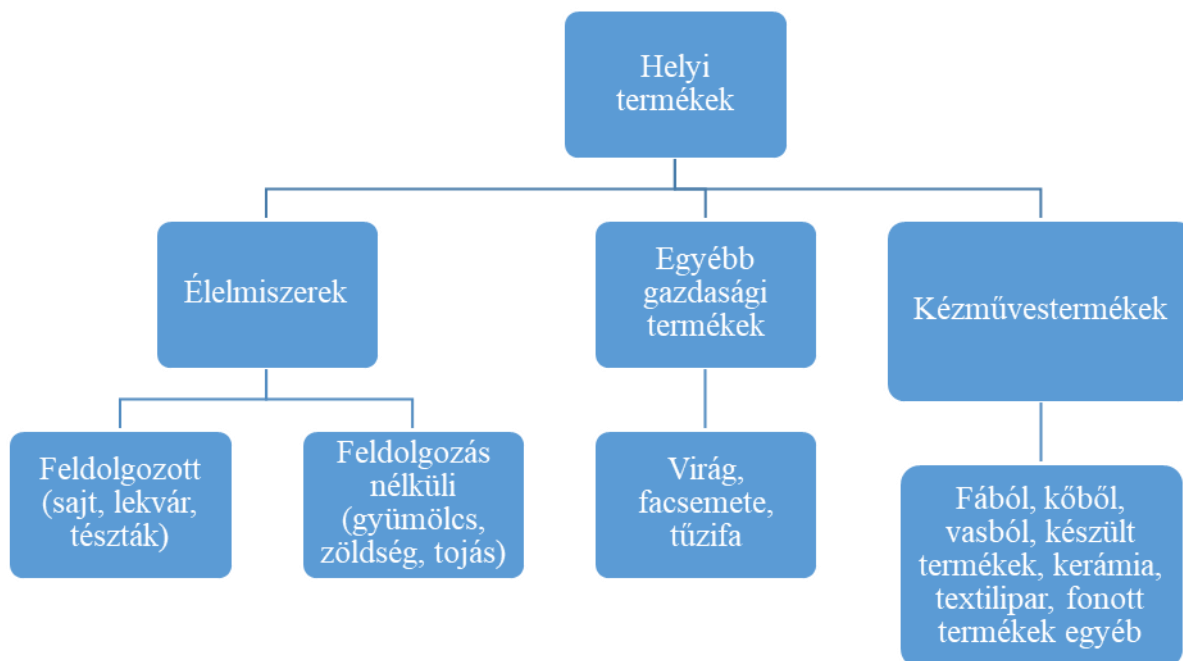 Helyi
termékek
Élelmiszerek
Egyébb
gazdasági
termékek
Kézművestermékek
Feldolgozott
(sajt, lekvár,
tészták)
Feldolgozás
nélküli
(gyümölcs,
zöldség, tojás)
Virág,
facsemete,
tűzifa
Fából, kőből,
vasból, készült
termékek, kerámia,
textilipar, fonott
termékek egyéb